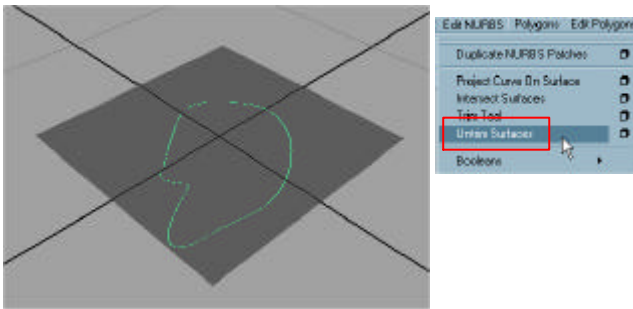 Edit NURBS Polygons Edit Polygons
Duplicate NURBS Patches
Project Curve On Surface
Intersect Surfaces
Trim Tool
Untrim Surfaces
Booleans